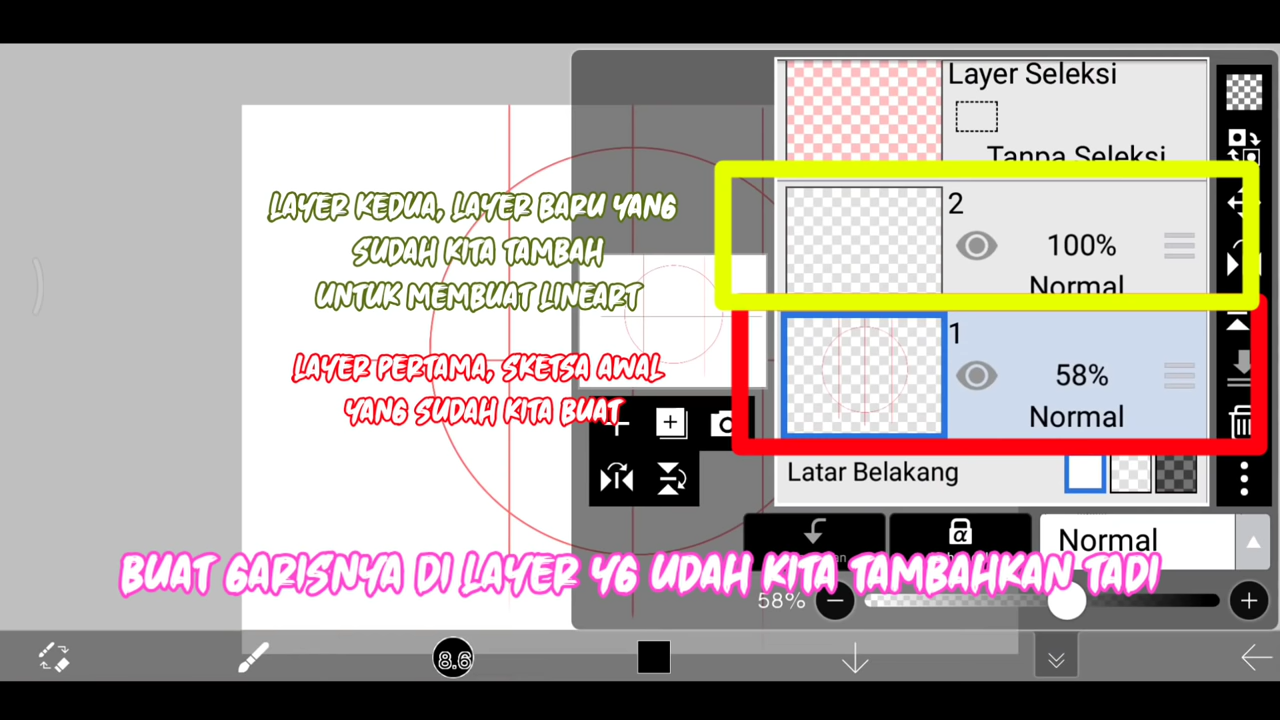 Layer Seleksi
Tanpa Seleksi
2
100%
Normal
1
58%
Normal
Latar Belakang
LAYER KEDUA, LAYER BARU YANG
SUDAH KITA TAMBAH
UNTUK MEMBUAT LINEART
LAYER PERTAMA, SKETSA AWAL
YANG SUDAH KITA BUAT
α
Normal
BUAT GARISNYA DI LAYER YG UDAH KITA TAMBAHKAN TADI
58%
8.6